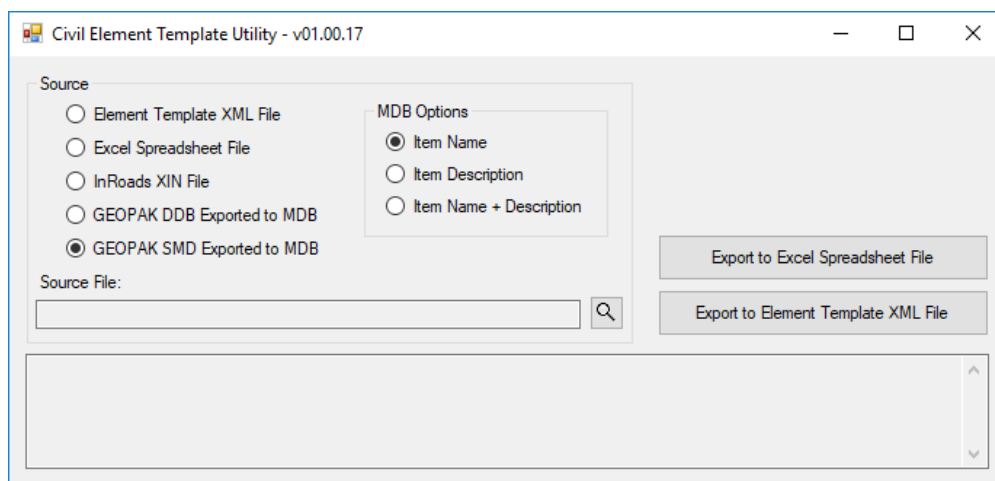 Civil Element Template Utility - v01.00.17
Source
Element Template XML File
Excel Spreadsheet File
InRoads XIN File
GEOPAK DDB Exported to MDB
GEOPAK SMD Exported to MDB
MDB Options
Item Name
Item Description
Item Name + Description
Source File:
Export to Excel Spreadsheet File
Export to Element Template XML File